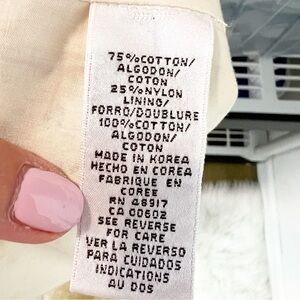 75%COTTON/
ALGODON/
COTON
25%NYLON
LINING/
FORRO/DOUBLURE
100%COTTON/
ALGODON/
COTON
MADE IN KOREA
HECHO EN COREA
FABRIQUE EN
COREE
RN 48917
CA 00602
SEE REVERSE
FOR CARE
VER LA REVERSO
PARA CUIDADOS
INDICATIONS
AU DOS